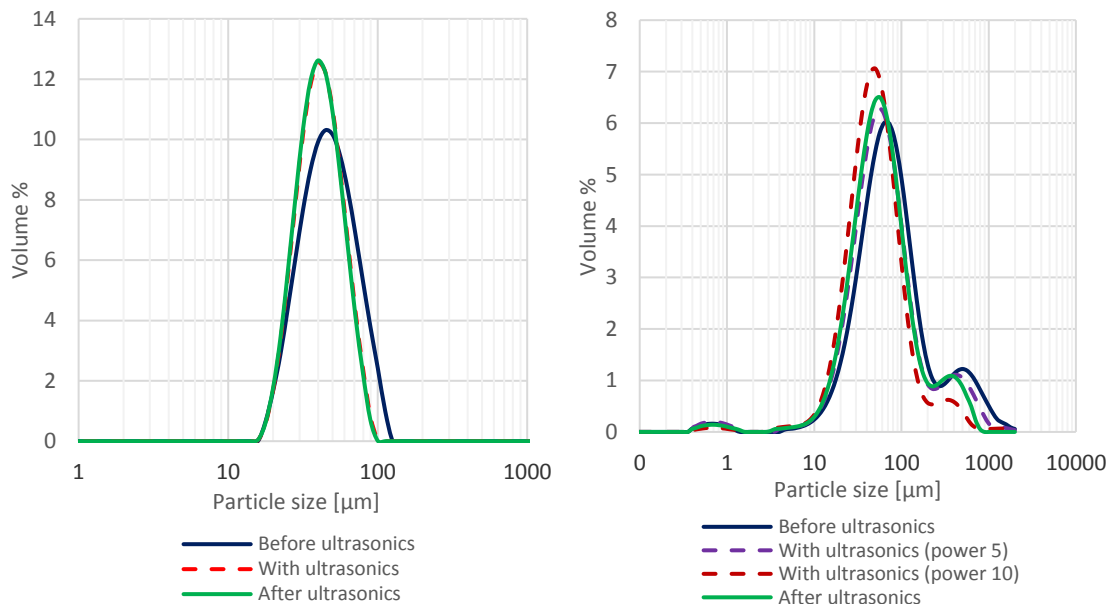 14
12
10
8
6
4
2
0
Volume %
1
10
100
1000
Particle size [µm]
Before ultrasonics
With ultrasonics
After ultrasonics
8
7
6
5
4
3
2
1
0
Volume %
0
1
10
100
1000
10000
Particle size [µm]
Before ultrasonics
With ultrasonics (power 5)
With ultrasonics (power 10)
After ultrasonics